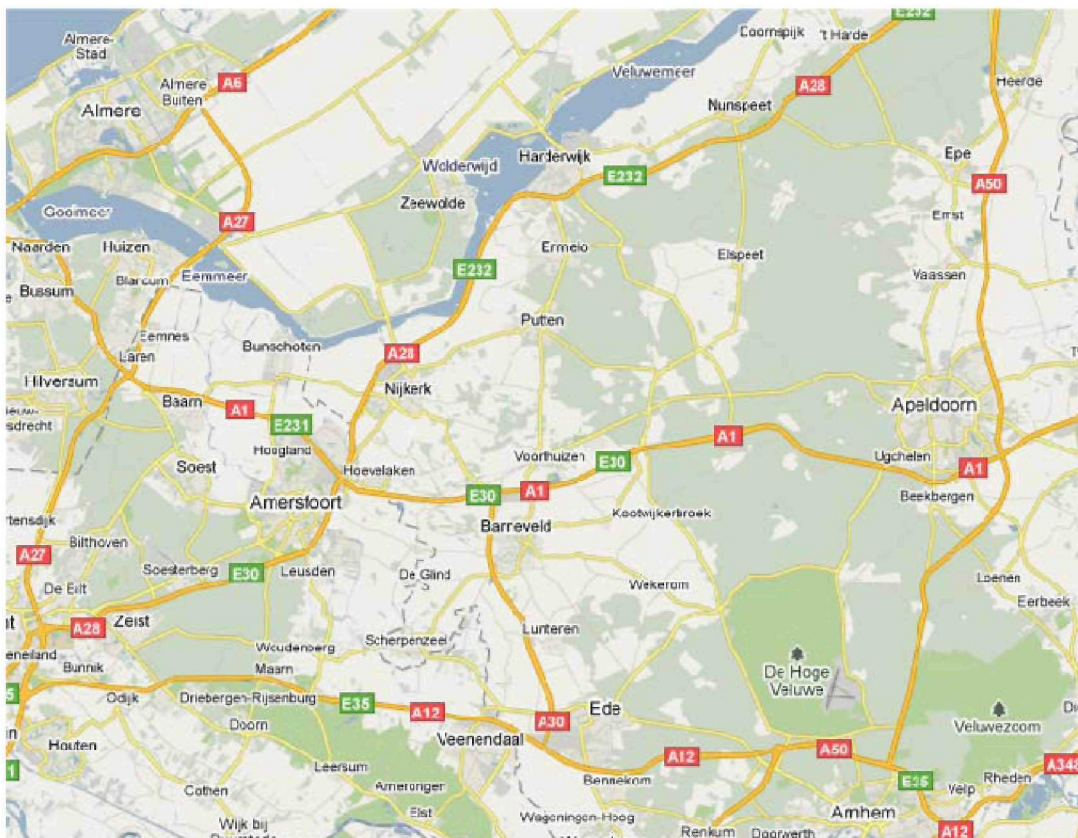 E232
Doornspijk
't Harde
Almere-
Stad
Veluwemeer
Heerde
A6
A28
Almere
Buiten
Almere
Nunspeet
Harderwijk
Epe
Wolderwijd
E232
A50
Zeewolde
Gooimeer
A27
Emst
Naarden
Huizen
Ermelo
Elspeet
Eemmeer
E232
Vaassen
Blaricum
Bussum
Putten
Eemnes
Bunschoten
A28
Laren
Hilversum
Nijkerk
Baarn
A1
Apeldoorn
E231
A1
Hoogland
Voorthuizen
Ugchelen
Soest
Hoevelaken
E30
A1
E30
A1
Beekbergen
Amersfoort
Kootwijkerbroek
Barneveld
Bilthoven
A27
Soesterberg
E30
Leusden
De Glind
Wekerom
Loenen
De Bilt
Eerbeek
A28
Zeist
Lunteren
Scherpenzeel
Woudenberg
Bunnik
Maarn
De Hoge
Veluwe
Odijk
Driebergen-Rijsenburg
E35
A12
A30
Ede
Doorn
Veluwezoom
Houten
Veenendaal
A12
A50
Leersum
Bennekom
A348
Rheden
E35
Velp
Cothen
Amerongen
Elst
Wageningen-Hoog
Arnhem
Wijk bij
Renkum
Doorwerth
A12